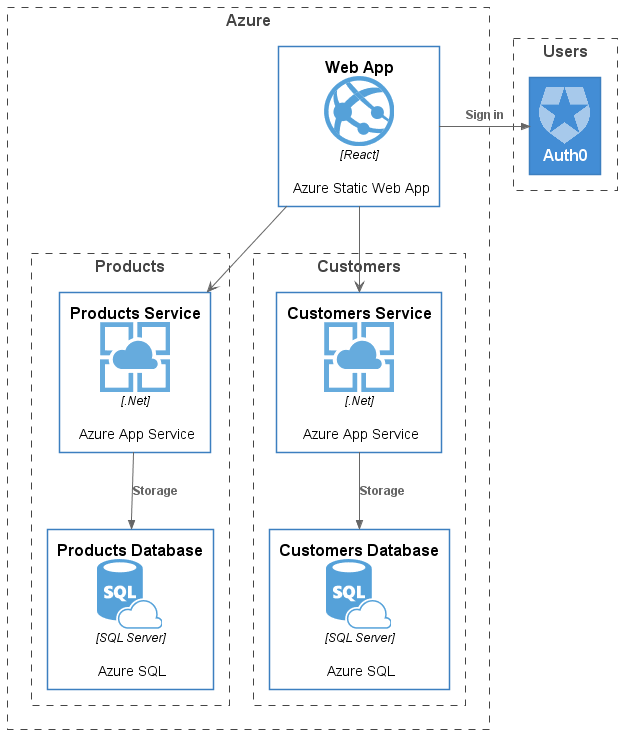 Azure
Users
Web App
[React]
Azure Static Web App
Sign in
Auth0
Products
Customers
Products Service
[.Net]
Azure App Service
Customers Service
[.Net]
Azure App Service
Storage
Storage
Products Database
SQL
[SQL Server]
Azure SQL
Customers Database
SQL
[SQL Server]
Azure SQL